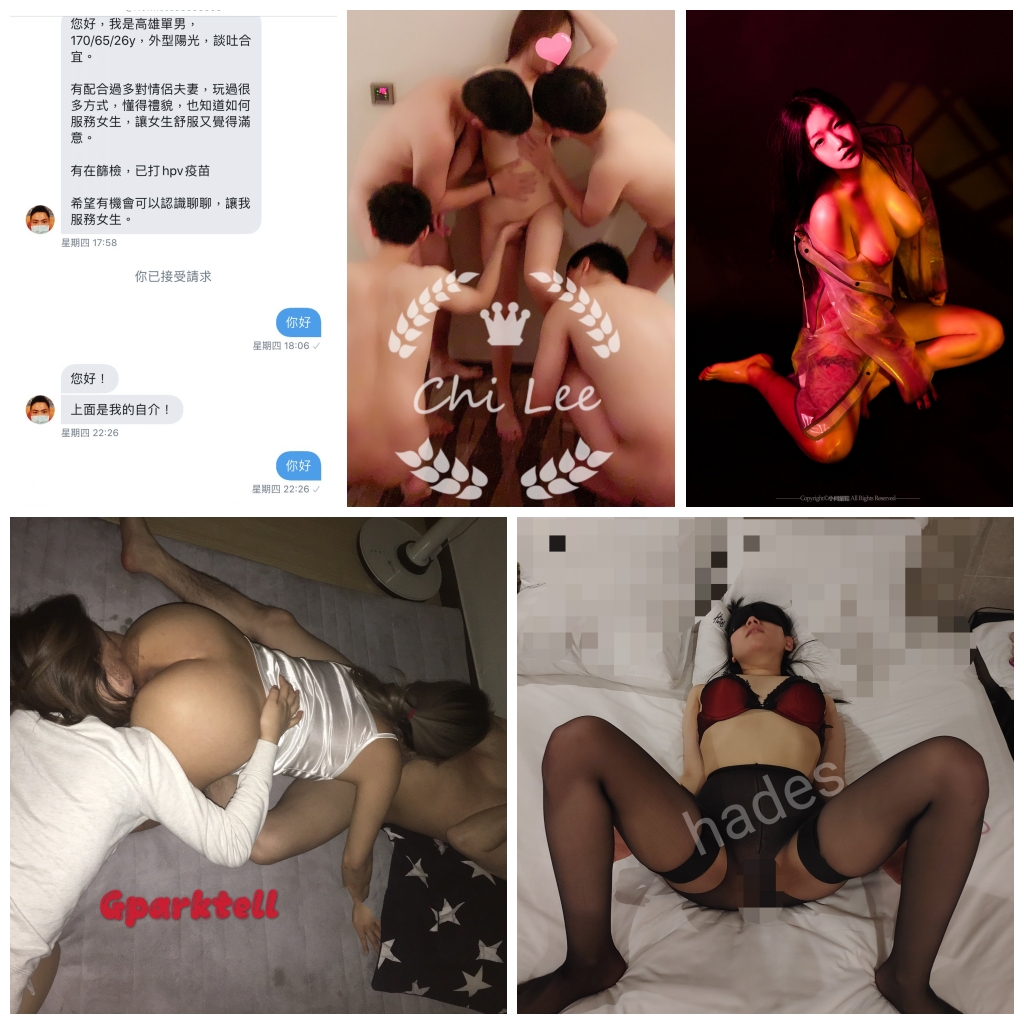 您好，我是高雄單男，
170/65/26y，外型陽光，談吐合
宜。
有配合過多對情侶夫妻，玩過很
多方式，懂得禮貌，也知道如何
服務女生，讓女生舒服又覺得滿
意。
有在篩檢，已打hpv疫苗
希望有機會可以認識聊聊，讓我
服務女生。
星期四 17:58
你已接受請求
你好
星期四 18:06 ✓
您好！
上面是我的自介！
星期四 22:26
你好
星期四 22:26 ✓
Chi Lee
Copyright© All Rights Reserved
Gparktell
hades